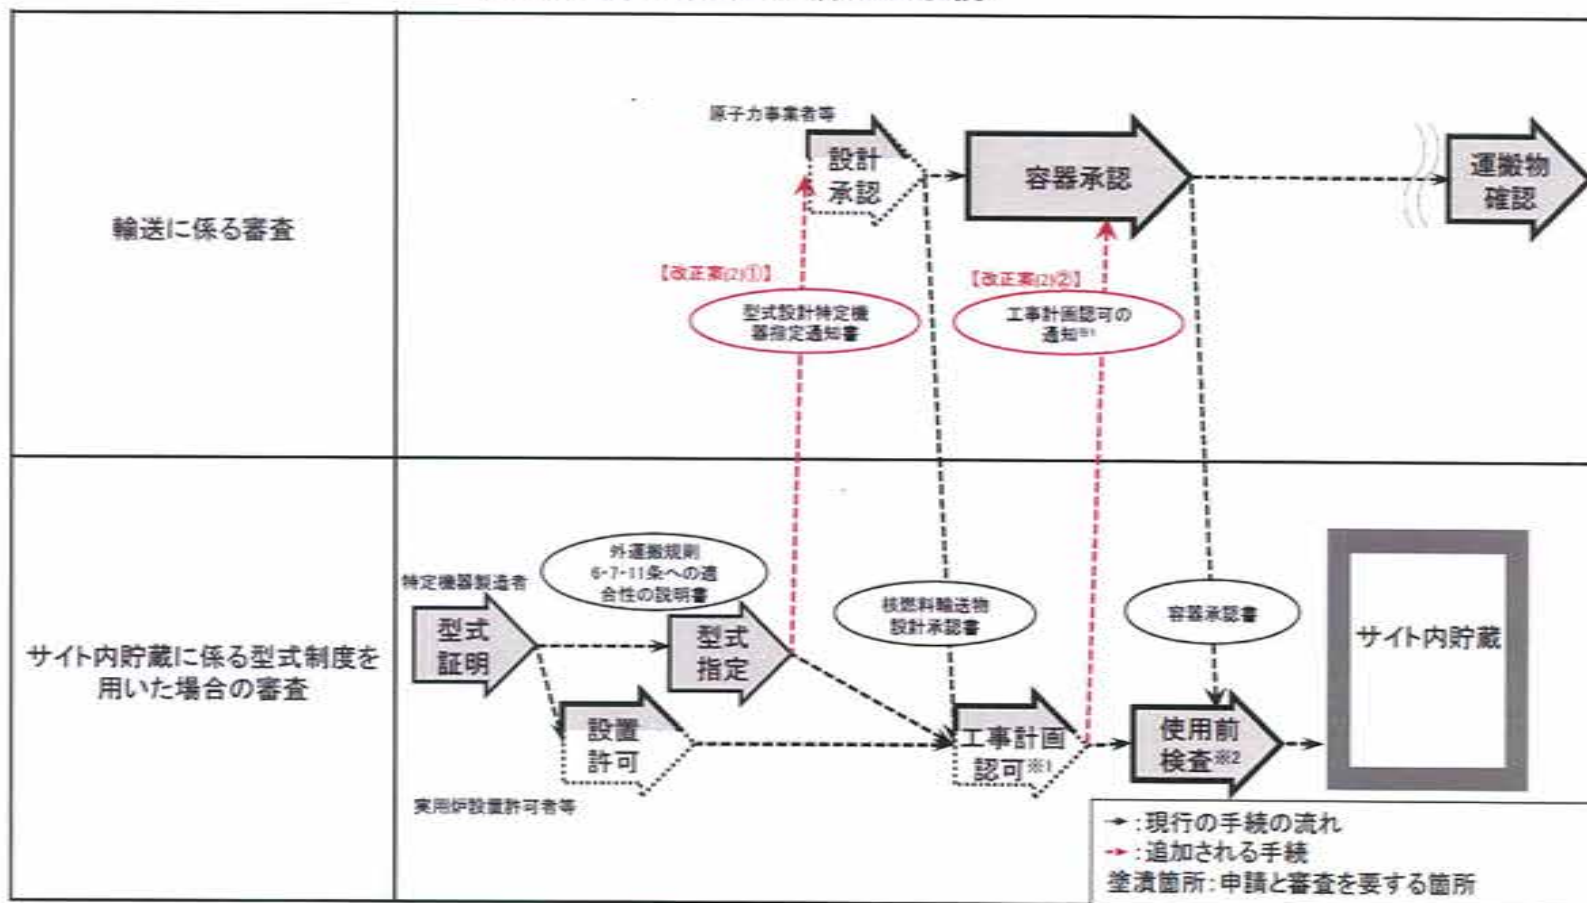 輸送に係る審査
原子力事業者等
設計
承認
容器承認
運搬物
確認
【改正案(2)①】
型式設計特定機
器指定通知書
【改正案(2)②】
工事計画認可の
通知※1
サイト内貯蔵に係る型式制度を
用いた場合の審査
外運搬規則
6・7・11条への適
合性の説明書
特定機器製造者
型式
証明
型式
指定
核燃料輸送物
設計承認書
容器承認書
サイト内貯蔵
設置
許可
工事計画
認可※1
使用前
検査※2
実用炉設置許可者等
:現行の手続の流れ
:追加される手続
塗潰箇所:申請と審査を要する箇所